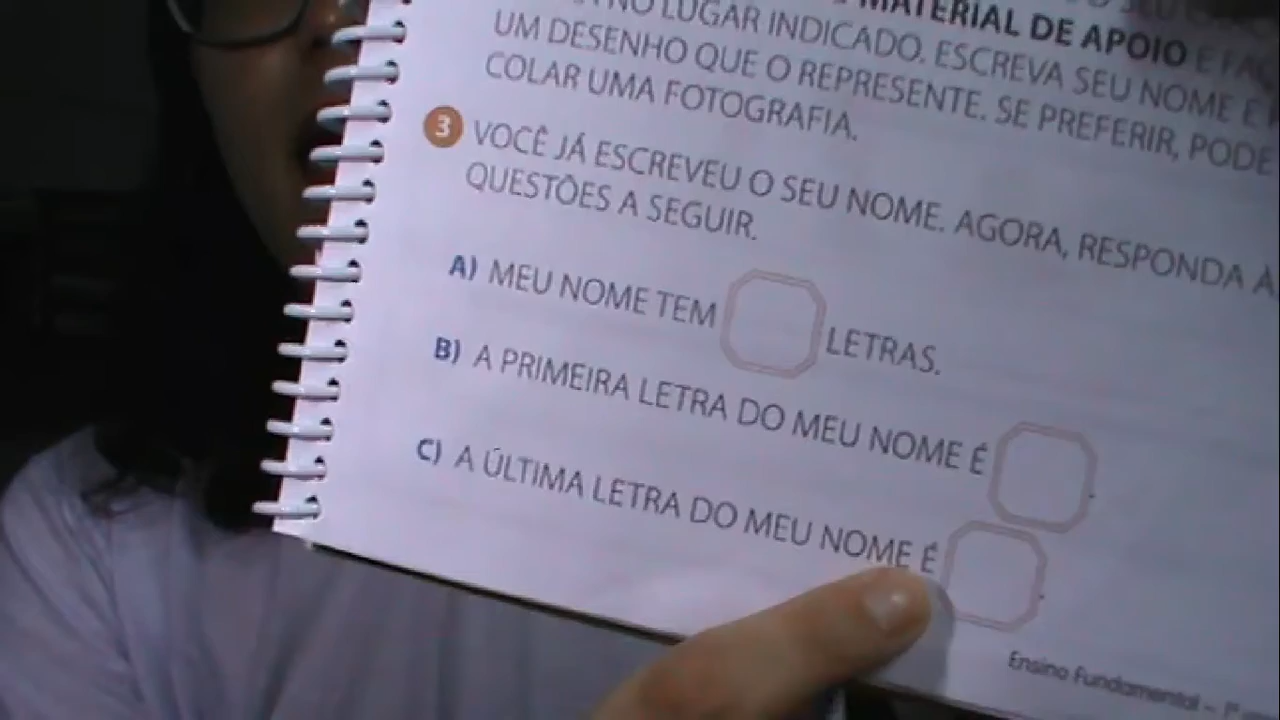 NO LUGAR INDICADO. ESCREVA SEU NOME E
MATERIAL DE APOIO E
UM DESENHO QUE O REPRESENTE. SE PREFERIR, PODE
COLAR UMA FOTOGRAFIA.
3 VOCÊ JÁ ESCREVEU O SEU NOME. AGORA, RESPONDA ÀS
QUESTÕES A SEGUIR.
A) MEU NOME TEM LETRAS.
B) A PRIMEIRA LETRA DO MEU NOME É .
C) A ÚLTIMA LETRA DO MEU NOME É .
Ensino Fundamental – 1º